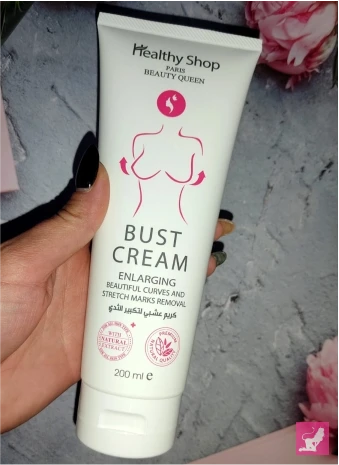 Healthy Shop
PARIS
BEAUTY QUEEN
BUST
CREAM
ENLARGING
BEAUTIFUL CURVES AND
STRETCH MARKS REMOVAL
كريم عشبي لتكبير الثدي
WITH
NATURAL
EXTRACT
PREMIUM
200 ml e